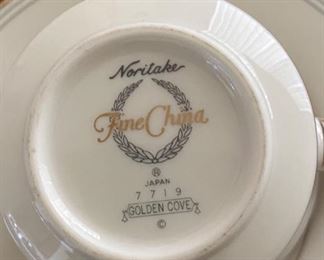 Noritake
Fine China
®
JAPAN
7719
GOLDEN COVE
©